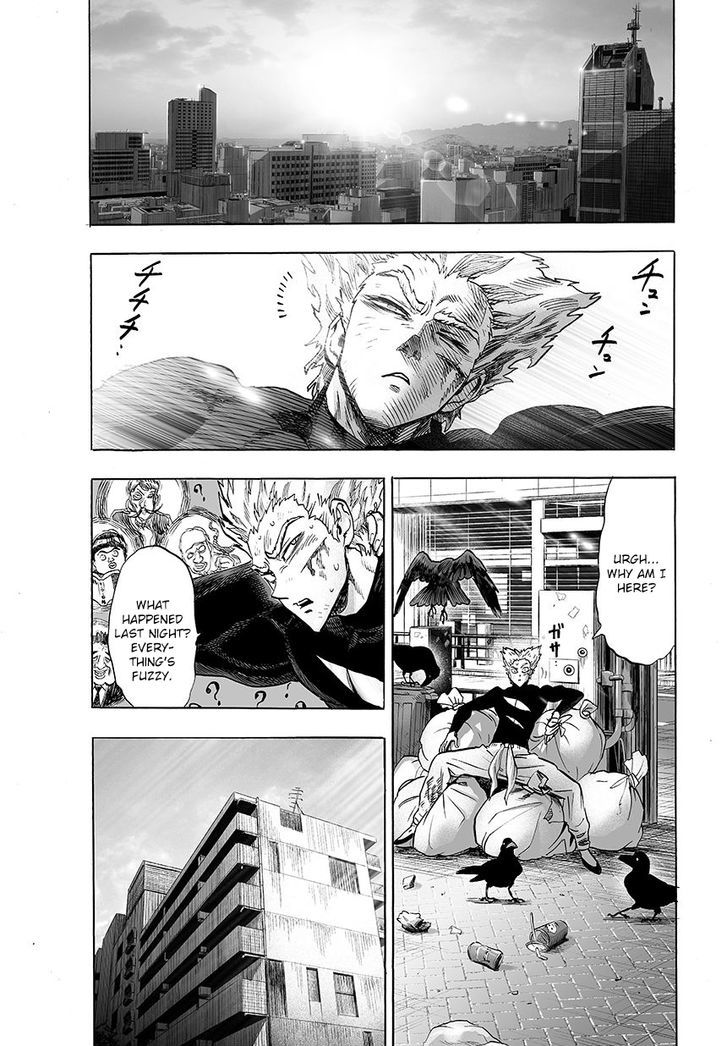 チュン
チュン
チチチ
URGH...
WHY AM I
HERE?
ガサ
WHAT
HAPPENED
LAST NIGHT?
EVERY-
THING'S
FUZZY.
?
?
?
?